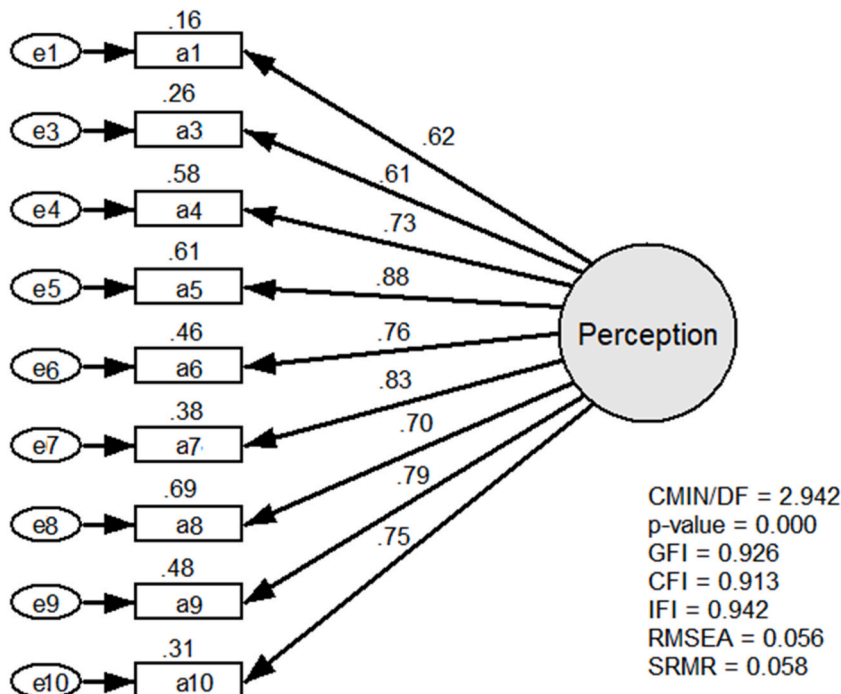 .16
e1 a1
.26
e3 a3
.62
.58
.61
e4 a4
.73
.61
e5 a5
.88
Perception
.46
e6 a6
.76
.38
e7 a7
.83
.69
e8 a8
.70
.48
e9 a9
.79
.31
e10 a10
.75
CMIN/DF = 2.942
p-value = 0.000
GFI = 0.926
CFI = 0.913
IFI = 0.942
RMSEA = 0.056
SRMR = 0.058